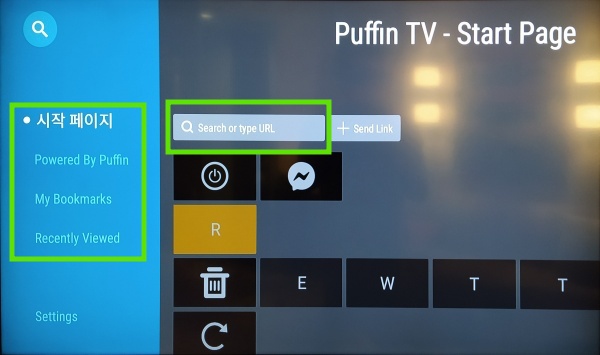 Puffin TV - Start Page
시작 페이지
Powered By Puffin
My Bookmarks
Recently Viewed
Settings
Search or type URL
Send Link
R
E W T T